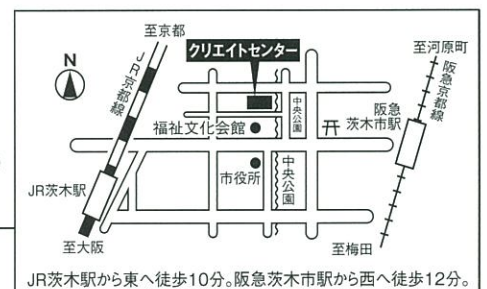 至京都
N
クリエイトセンター
至河原町
JR京都線
阪急京都線
中央公園
阪急
茨木市駅
福祉文化会館
市役所
中央公園
JR茨木駅
至大阪
至梅田
JR茨木駅から東へ徒歩10分。阪急茨木市駅から西へ徒歩12分。